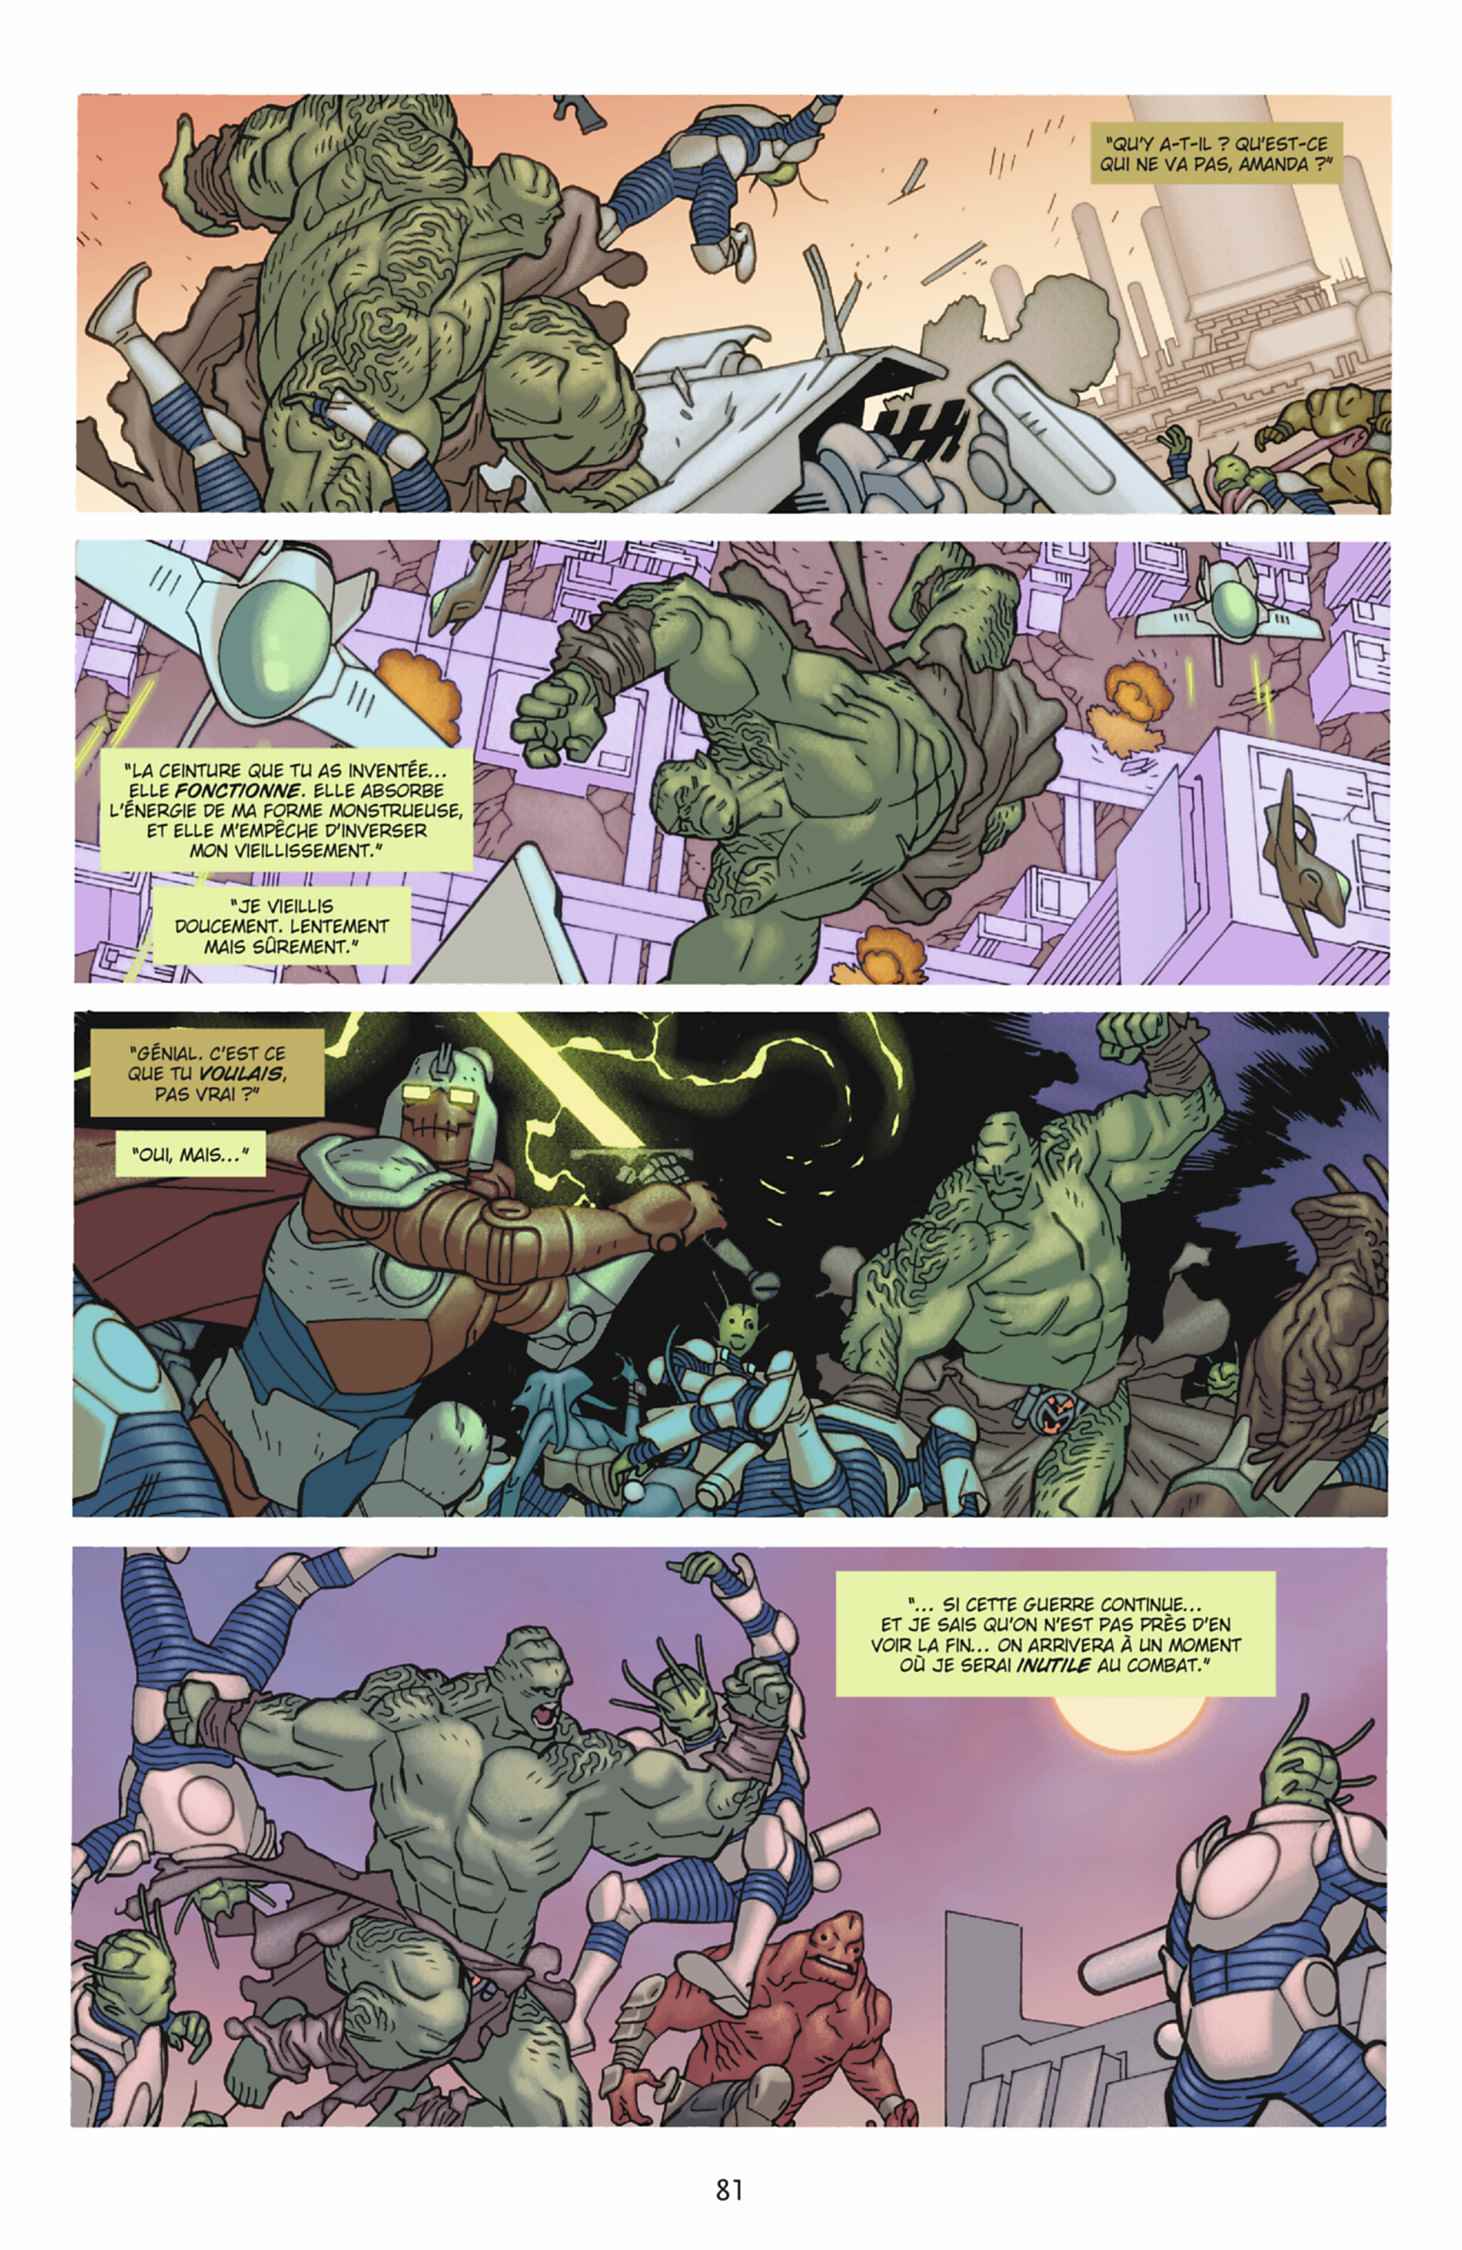 "QU'Y A-T-IL ? QU'EST-CE
QUI NE VA PAS, AMANDA ?"
"LA CEINTURE QUE TU AS INVENTÉE...
ELLE FONCTIONNE. ELLE ABSORBE
L'ÉNERGIE DE MA FORME MONSTRUEUSE,
ET ELLE M'EMPÊCHE D'INVERSER
MON VIEILLISSEMENT."
"JE VIEILLIS
DOUCEMENT. LENTEMENT
MAIS SÛREMENT."
"GÉNIAL. C'EST CE
QUE TU VOULAIS,
PAS VRAI ?"
"OUI, MAIS..."
"... SI CETTE GUERRE CONTINUE...
ET JE SAIS QU'ON N'EST PAS PRÈS D'EN
VOIR LA FIN... ON ARRIVERA À UN MOMENT
OÙ JE SERAI INUTILE AU COMBAT."
81